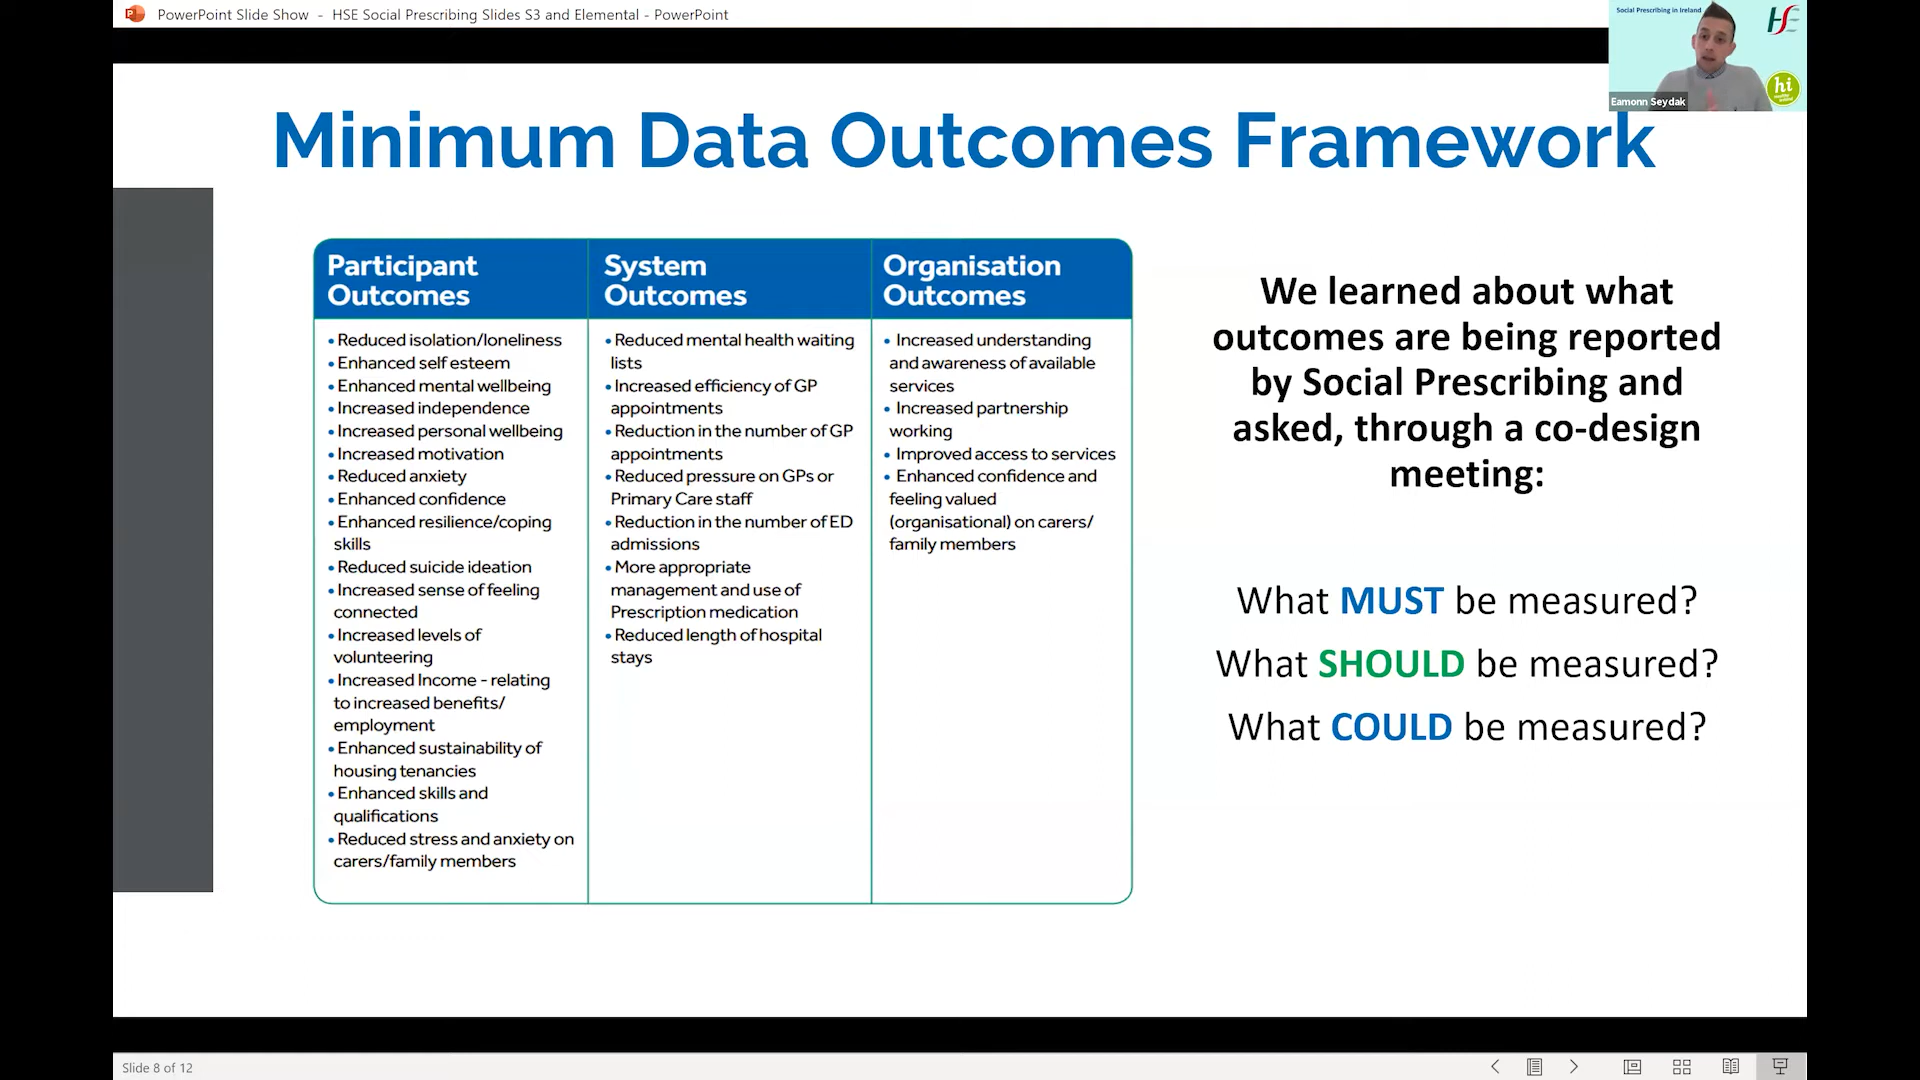 PowerPoint Slide Show - HSE Social Prescribing Slides S3 and Elemental - PowerPoint
Social Prescribing in Ireland
hi
Eamonn Seydak
Minimum Data Outcomes Framework
Participant
Outcomes
• Reduced isolation/loneliness
• Enhanced self esteem
• Enhanced mental wellbeing
• Increased independence
• Increased personal wellbeing
• Increased motivation
• Reduced anxiety
• Enhanced confidence
• Enhanced resilience/coping
skills
• Reduced suicide ideation
• Increased sense of feeling
connected
• Increased levels of
volunteering
• Increased Income - relating
to increased benefits/
employment
• Enhanced sustainability of
housing tenancies
• Enhanced skills and
qualifications
• Reduced stress and anxiety on
carers/family members
System
Outcomes
• Reduced mental health waiting
lists
• Increased efficiency of GP
appointments
• Reduction in the number of GP
appointments
• Reduced pressure on GPs or
Primary Care staff
• Reduction in the number of ED
admissions
• More appropriate
management and use of
Prescription medication
• Reduced length of hospital
stays
Organisation
Outcomes
• Increased understanding
and awareness of available
services
• Increased partnership
working
• Improved access to services
• Enhanced confidence and
feeling valued
(organisational) on carers/
family members
We learned about what
outcomes are being reported
by Social Prescribing and
asked, through a co-design
meeting:
What MUST be measured?
What SHOULD be measured?
What COULD be measured?
Slide 8 of 12